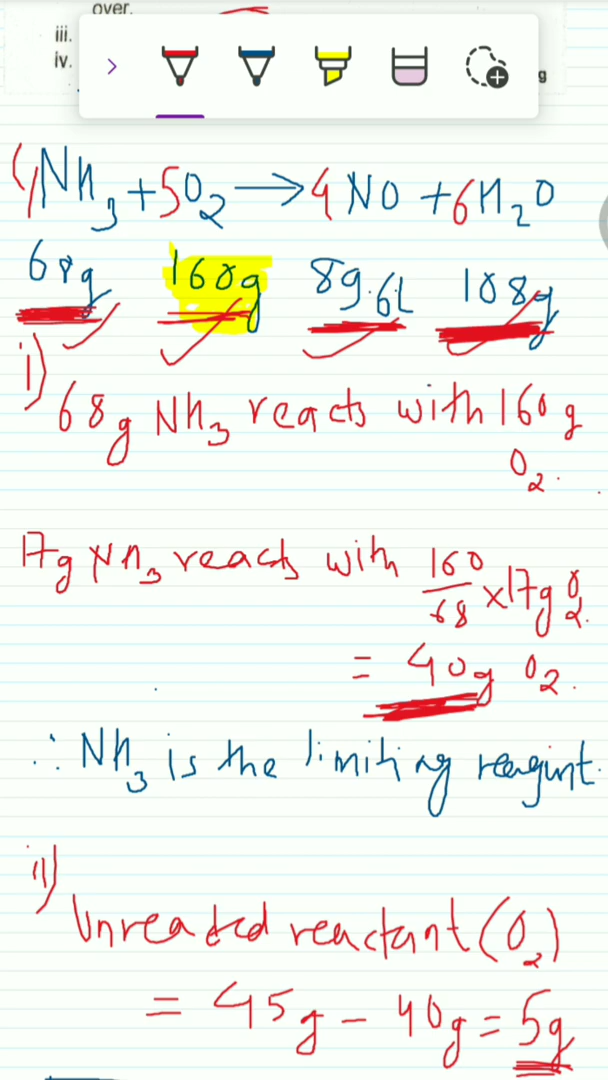 over.
iii.
iv.
g
4NH3 + 5O2 → 4NO + 6H2O
68g 160g 89.6L 108g
i)
68g NH3 reacts with 160g
O2.
17g NH3 reacts with 160/68 x17g O2.
= 40g O2.
∴ NH3 is the limiting reagint.
ii)
Unreacted reactant (O2)
= 45g - 40g = 5g